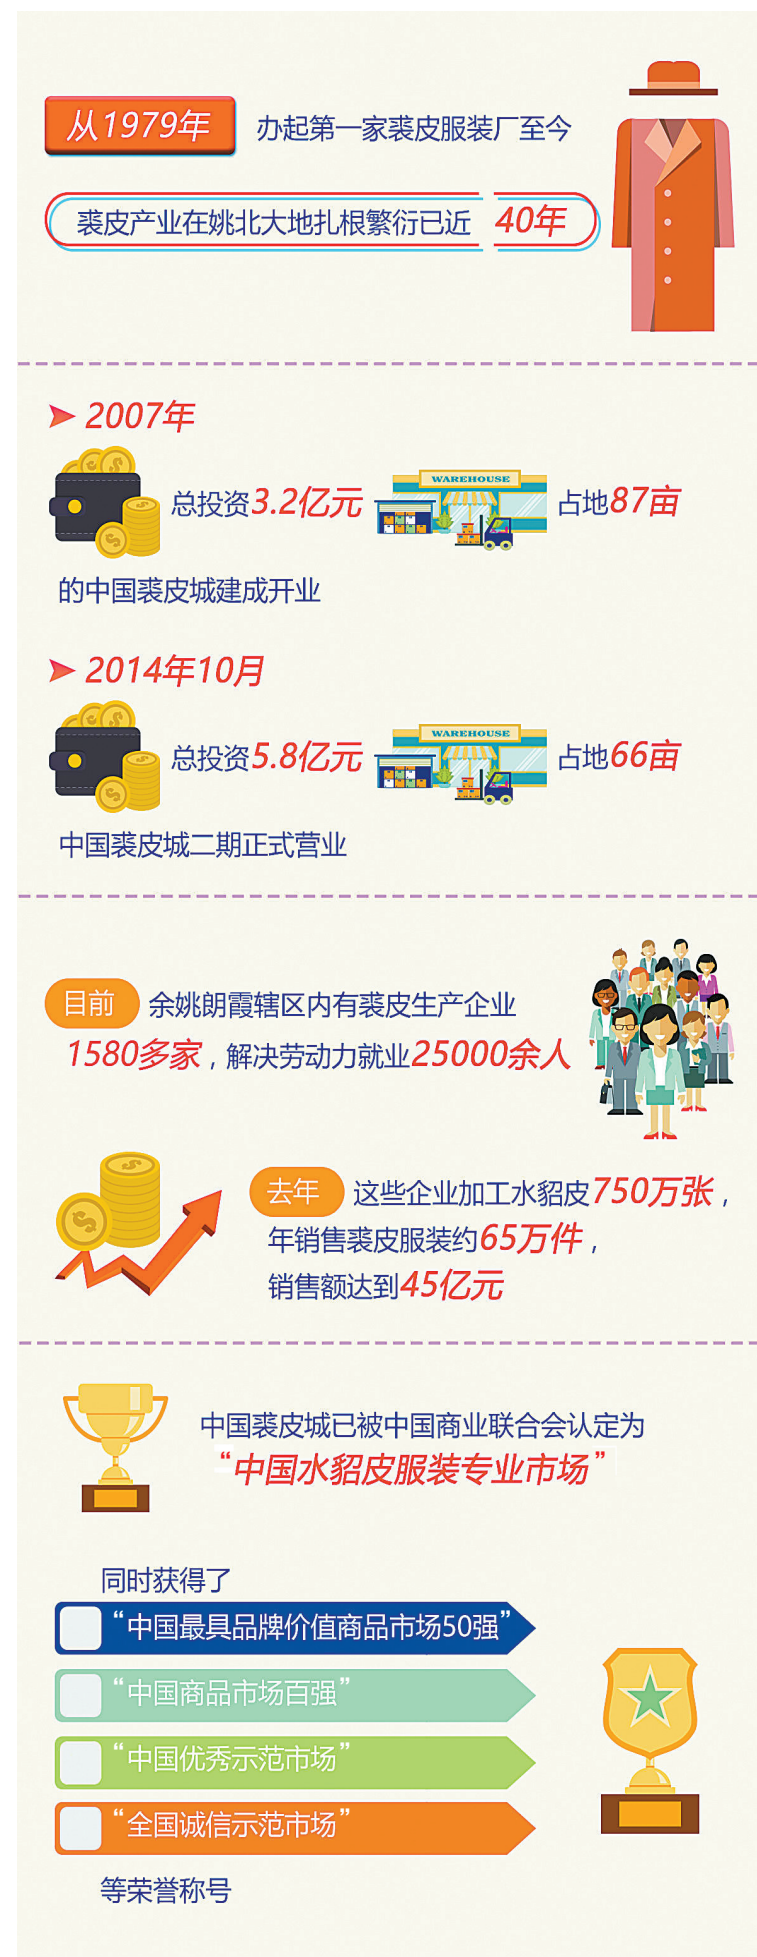 从1979年 办起第一家裘皮服装厂至今
裘皮产业在姚北大地扎根繁衍已近 40年
2007年
总投资3.2亿元 WAREHOUSE 占地87亩
的中国裘皮城建成开业
2014年10月
总投资5.8亿元 WAREHOUSE 占地66亩
中国裘皮城二期正式营业
目前 余姚朗霞辖区内有裘皮生产企业
1580多家，解决劳动力就业25000余人
去年 这些企业加工水貂皮750万张，
年销售裘皮服装约65万件，
销售额达到45亿元
中国裘皮城已被中国商业联合会认定为
“中国水貂皮服装专业市场”
同时获得了
“中国最具品牌价值商品市场50强”
“中国商品市场百强”
“中国优秀示范市场”
“全国诚信示范市场”
等荣誉称号